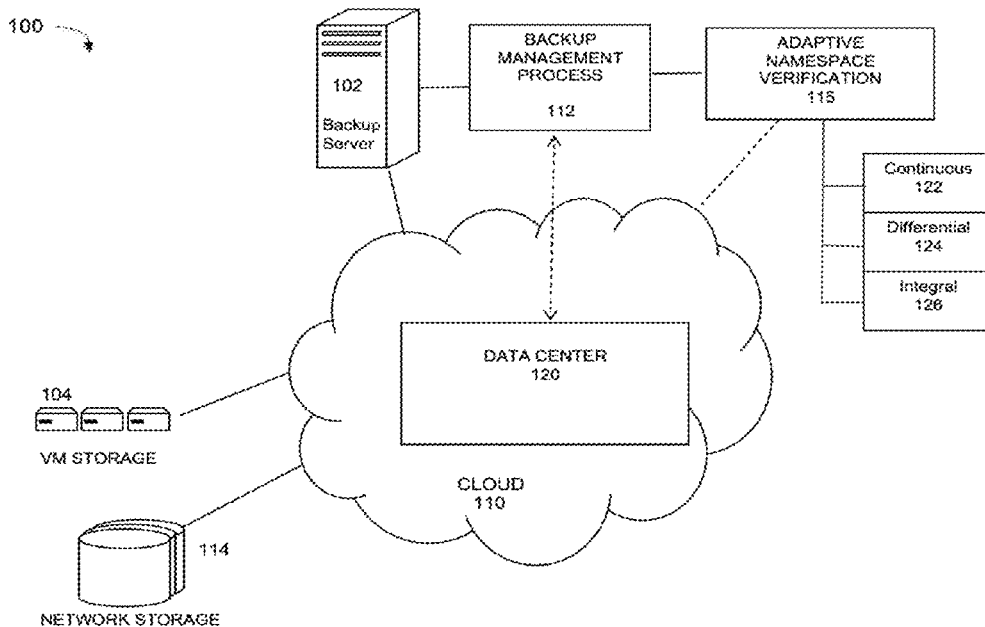 100
102
Backup
Server
BACKUP
MANAGEMENT
PROCESS
112
ADAPTIVE
NAMESPACE
VERIFICATION
115
Continuous
122
Differential
124
Integral
126
DATA CENTER
120
104
VM STORAGE
CLOUD
110
114
NETWORK STORAGE